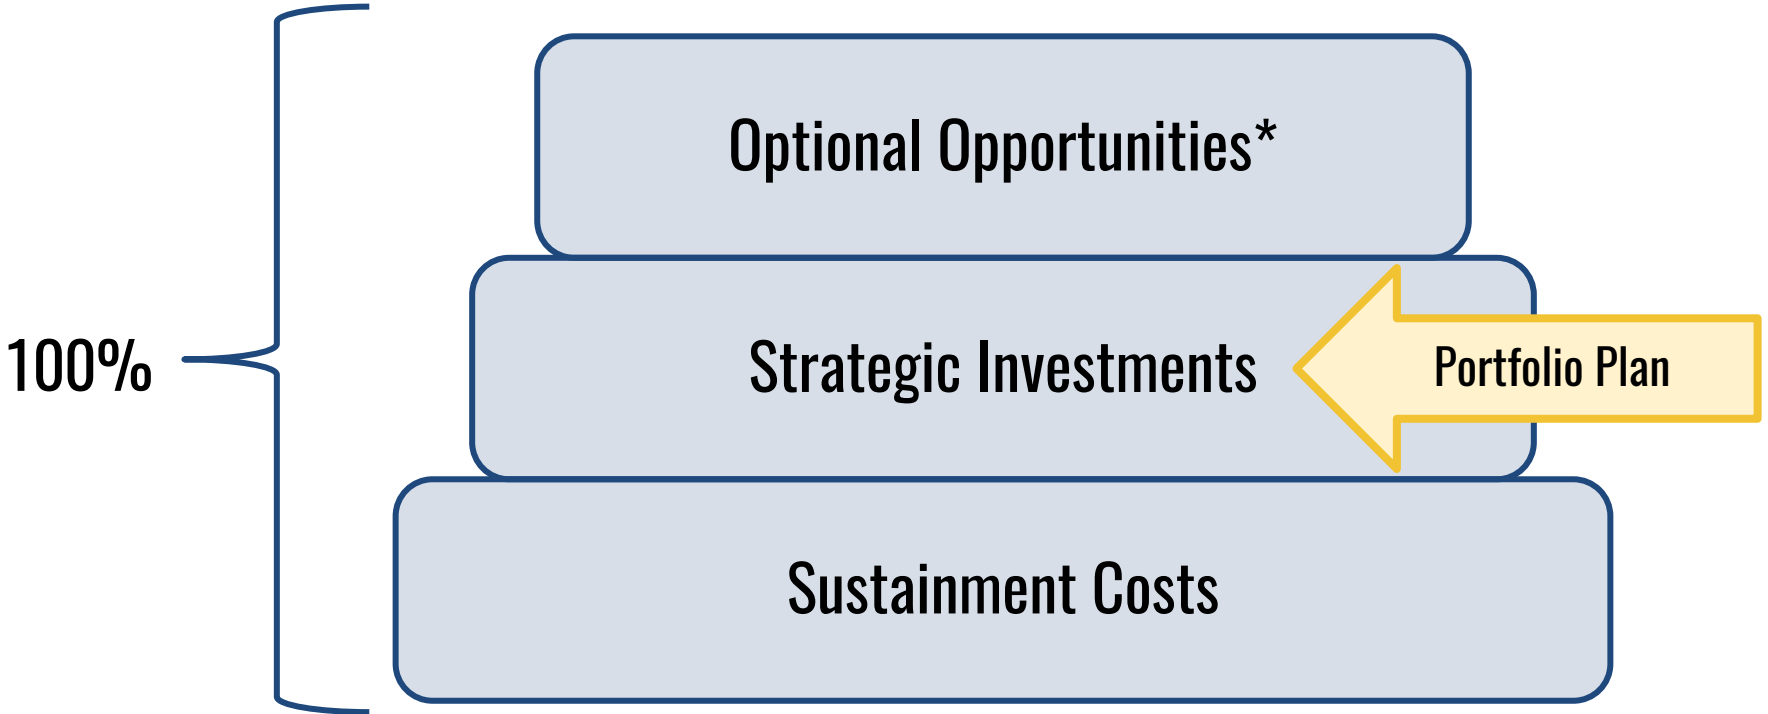 Optional Opportunities*
100%
Strategic Investments
Portfolio Plan
Sustainment Costs